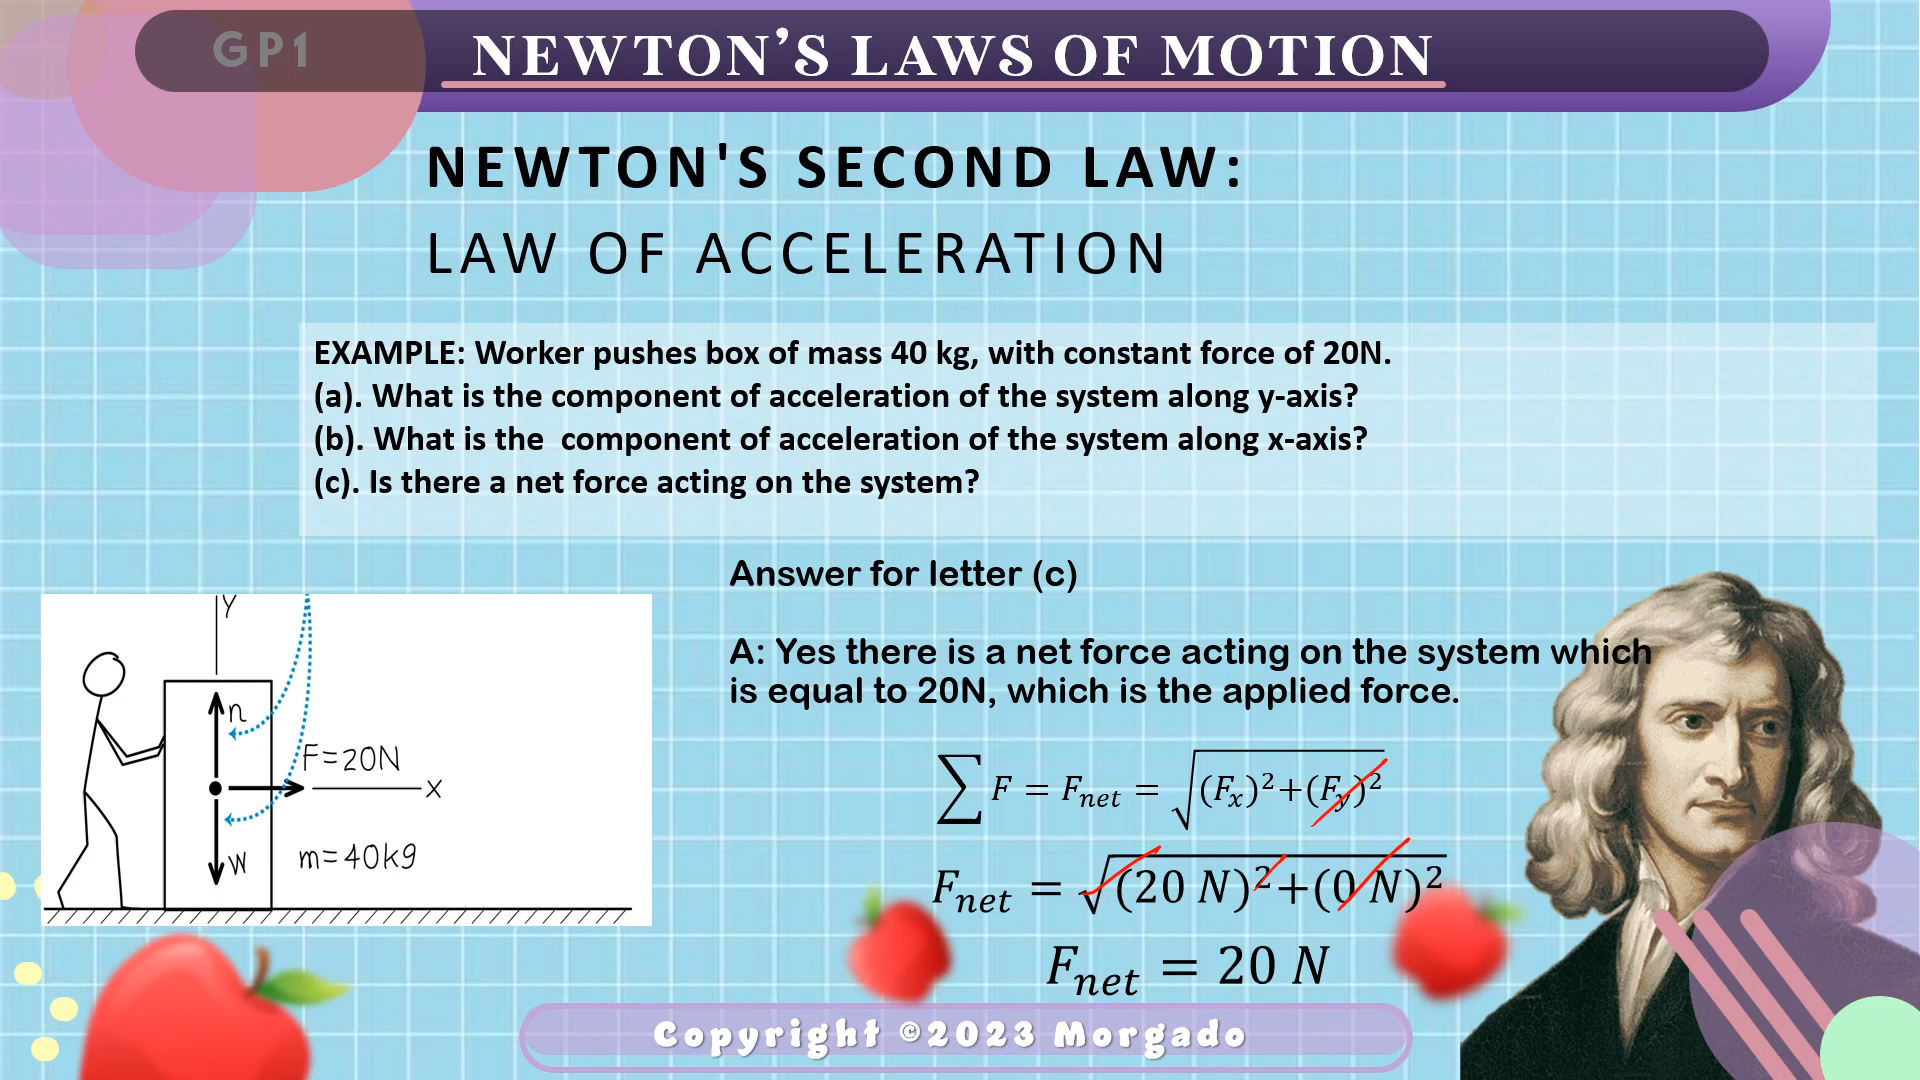 GP1
NEWTON'S LAWS OF MOTION
NEWTON'S SECOND LAW:
LAW OF ACCELERATION
EXAMPLE: Worker pushes box of mass 40 kg, with constant force of 20N.
(a). What is the component of acceleration of the system along y-axis?
(b). What is the  component of acceleration of the system along x-axis?
(c). Is there a net force acting on the system?
Answer for letter (c)
A: Yes there is a net force acting on the system which
is equal to 20N, which is the applied force.
∑F = F_net = √((F_x)²+(F_y)²)
F_net = √((20 N)²+(0 N)²)
F_net = 20 N
Y
n
F=20N
X
W
m=40kg
Copyright ©2023 Morgado